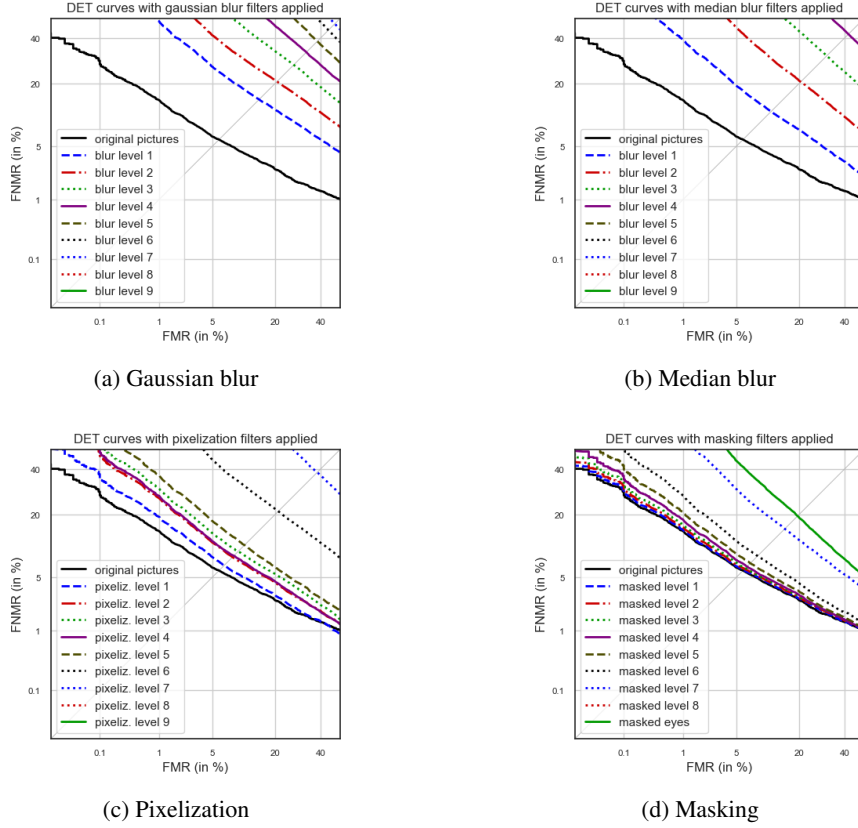 DET curves with gaussian blur filters applied
40
20
5
1
0.1
FNMR (in %)
original pictures
blur level 1
blur level 2
blur level 3
blur level 4
blur level 5
blur level 6
blur level 7
blur level 8
blur level 9
0.1 1 5 20 40
FMR (in %)
(a) Gaussian blur
DET curves with median blur filters applied
40
20
5
1
0.1
FNMR (in %)
original pictures
blur level 1
blur level 2
blur level 3
blur level 4
blur level 5
blur level 6
blur level 7
blur level 8
blur level 9
0.1 1 5 20 40
FMR (in %)
(b) Median blur
DET curves with pixelization filters applied
40
20
5
1
0.1
FNMR (in %)
original pictures
pixeliz. level 1
pixeliz. level 2
pixeliz. level 3
pixeliz. level 4
pixeliz. level 5
pixeliz. level 6
pixeliz. level 7
pixeliz. level 8
pixeliz. level 9
0.1 1 5 20 40
FMR (in %)
(c) Pixelization
DET curves with masking filters applied
40
20
5
1
0.1
FNMR (in %)
original pictures
masked level 1
masked level 2
masked level 3
masked level 4
masked level 5
masked level 6
masked level 7
masked level 8
masked eyes
0.1 1 5 20 40
FMR (in %)
(d) Masking